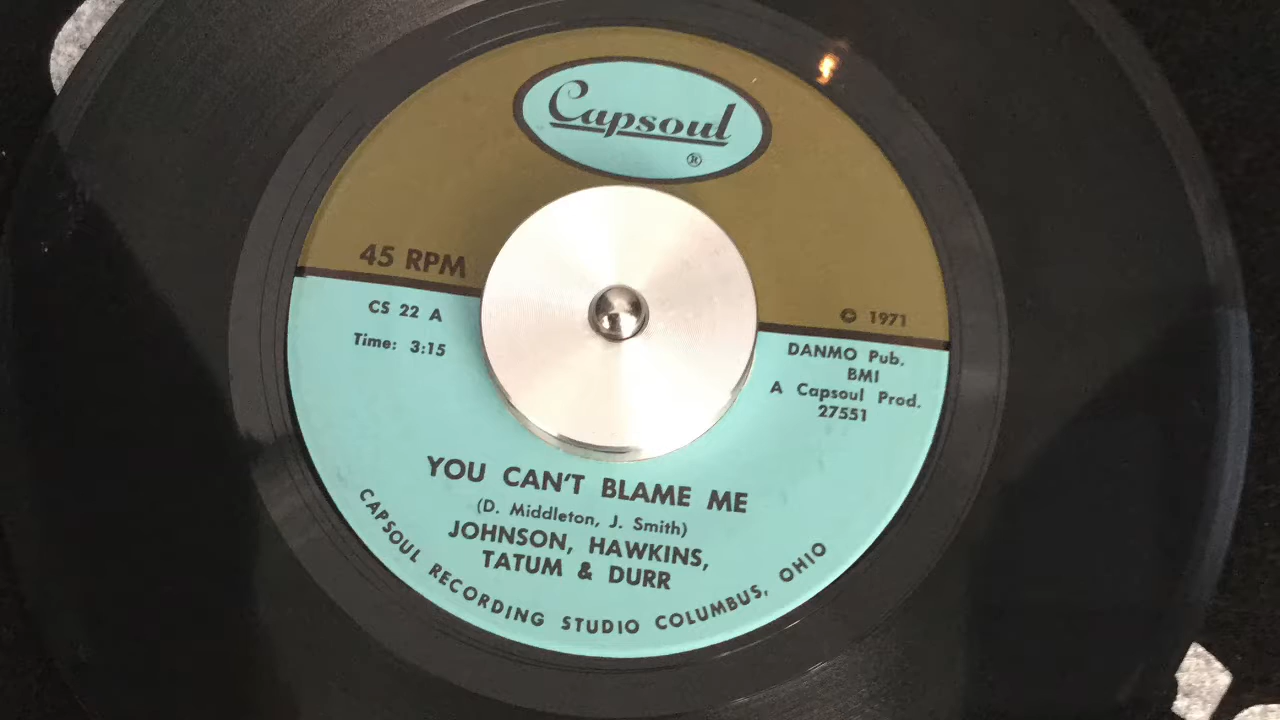 Capsoul
®
45 RPM
© 1971
CS 22 A
Time: 3:15
DANMO Pub.
BMI
A Capsoul Prod.
27551
YOU CAN'T BLAME ME
(D. Middleton, J. Smith)
JOHNSON, HAWKINS,
TATUM & DURR
CAPSOUL RECORDING STUDIO COLUMBUS, OHIO